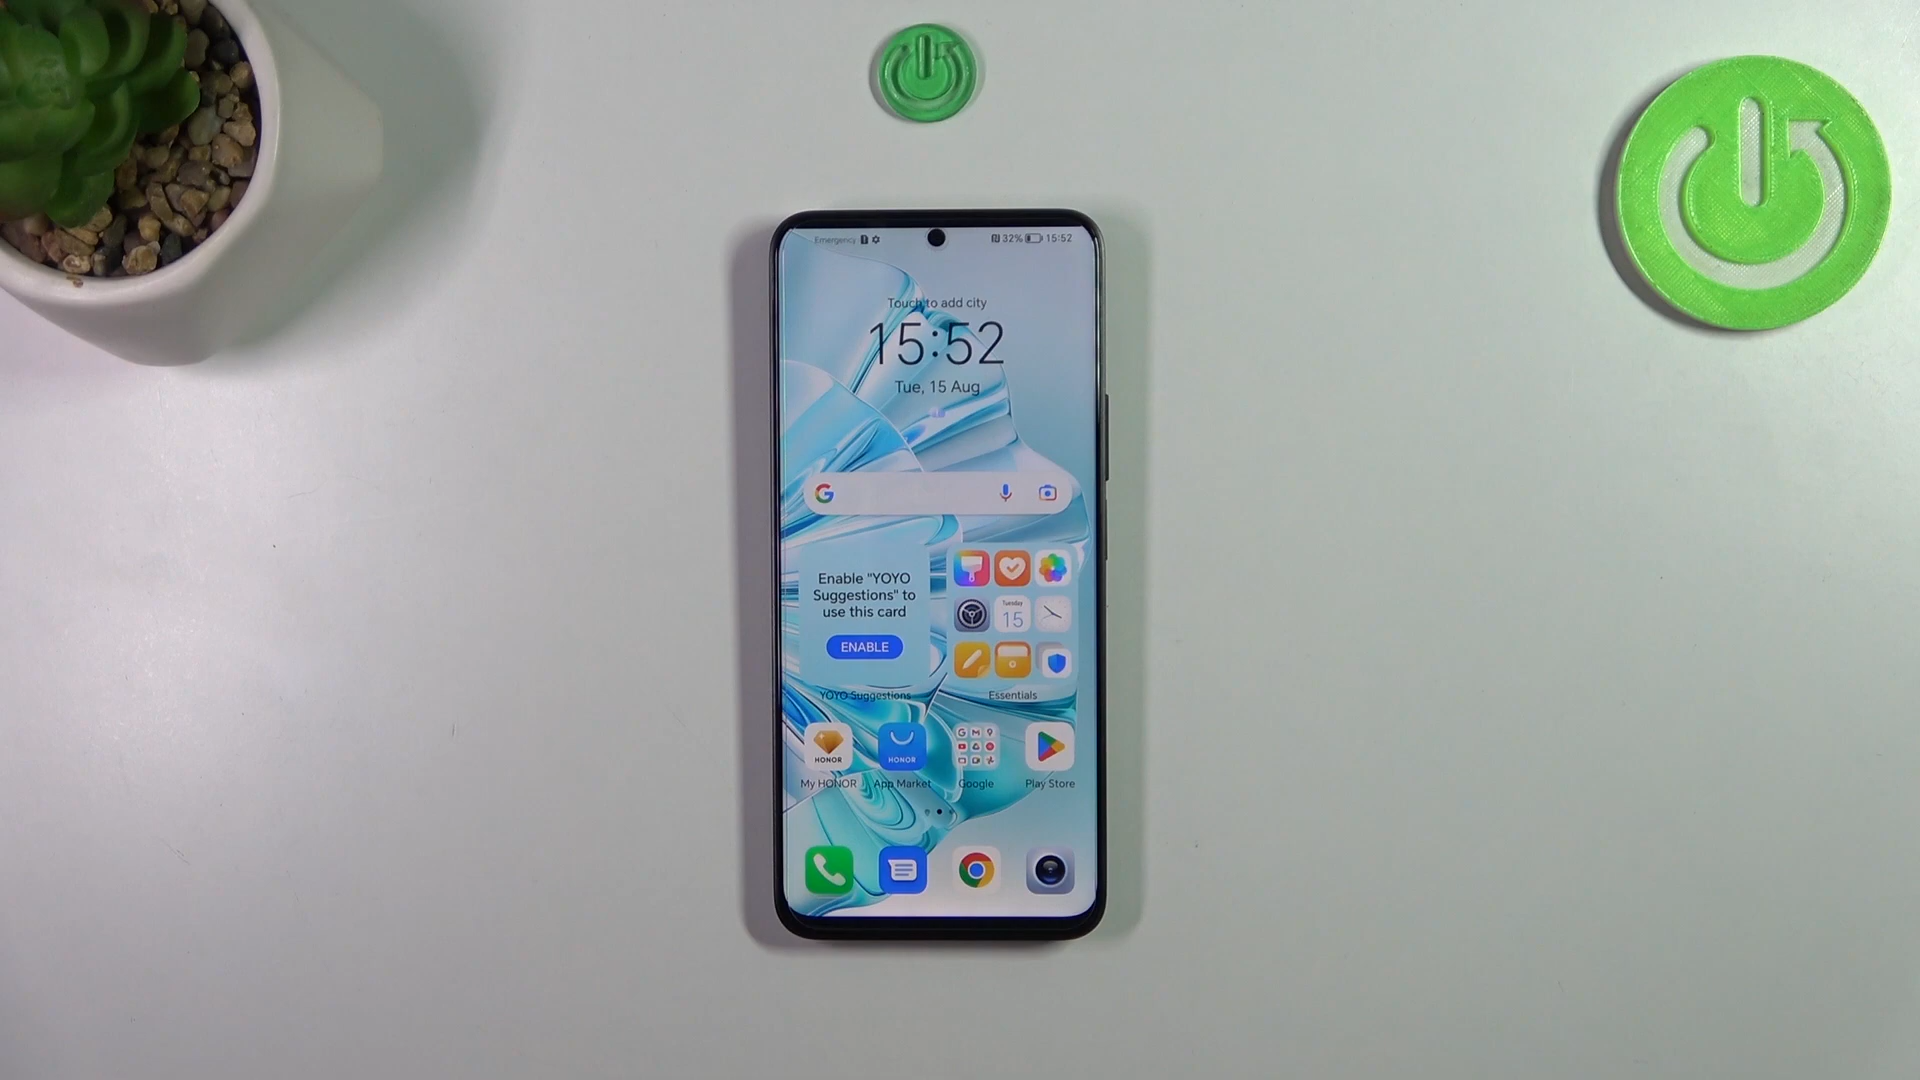 Emergency
32% 15:52
Touch to add city
15:52
Tue, 15 Aug
Enable "YOYO
Suggestions" to
use this card
ENABLE
Tuesday
15
YOYO Suggestions
Essentials
HONOR
HONOR
My HONOR
App Market
Google
Play Store